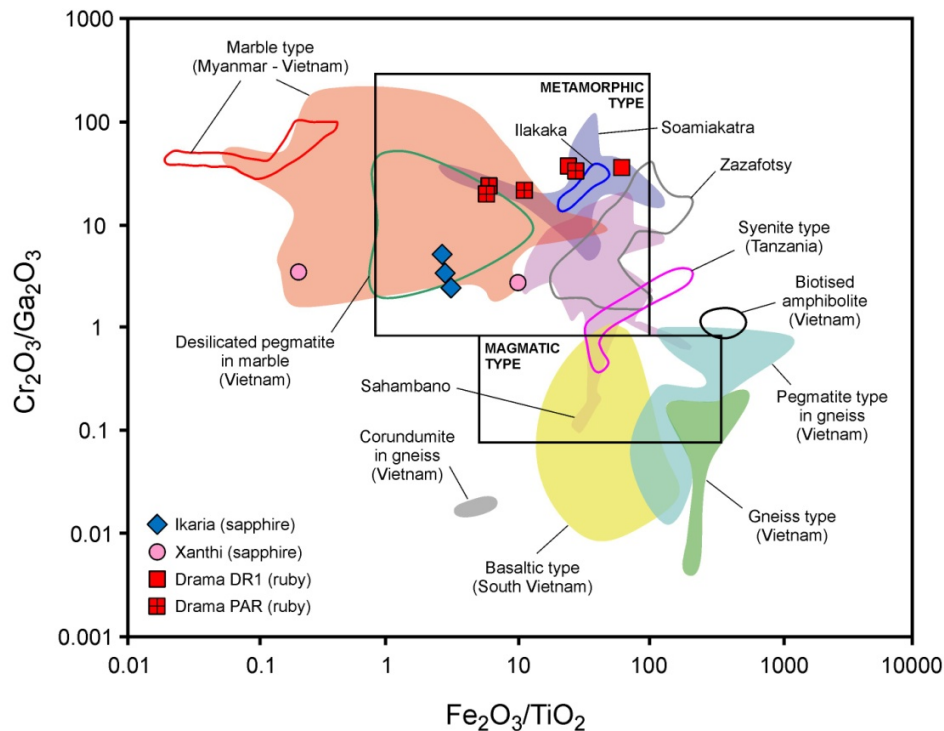 1000
100
10
1
0.1
0.01
0.001
Cr₂O₃/Ga₂O₃
Marble type
(Myanmar - Vietnam)
METAMORPHIC
TYPE
Ilakaka
Soamiakatra
Zazafotsy
Syenite type
(Tanzania)
Biotised
amphibolite
(Vietnam)
Desilicated pegmatite
in marble
(Vietnam)
MAGMATIC
TYPE
Sahambano
Pegmatite type
in gneiss
(Vietnam)
Corundumite
in gneiss
(Vietnam)
Gneiss type
(Vietnam)
Basaltic type
(South Vietnam)
Ikaria (sapphire)
Xanthi (sapphire)
Drama DR1 (ruby)
Drama PAR (ruby)
0.01 0.1 1 10 100 1000 10000
Fe₂O₃/TiO₂